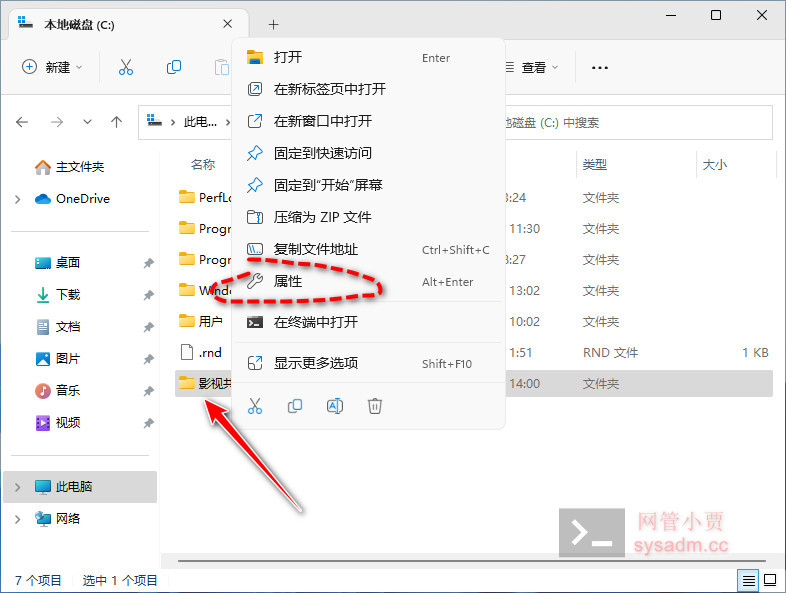 本地磁盘 (C:)
新建
查看
此电...
磁盘 (C:) 中搜索
打开 Enter
在新标签页中打开
在新窗口中打开
固定到快速访问
固定到“开始”屏幕
压缩为 ZIP 文件
复制文件地址 Ctrl+Shift+C
属性 Alt+Enter
在终端中打开
显示更多选项 Shift+F10
主文件夹
OneDrive
桌面
下载
文档
图片
音乐
视频
此电脑
网络
名称 类型 大小
PerfLo 3:24 文件夹
Progr 11:30 文件夹
Progr 3:27 文件夹
Windo 13:02 文件夹
用户 10:02 文件夹
.rnd 1:51 RND 文件 1 KB
影视共 14:00 文件夹
网管小贾
sysadm.cc
7 个项目 选中 1 个项目